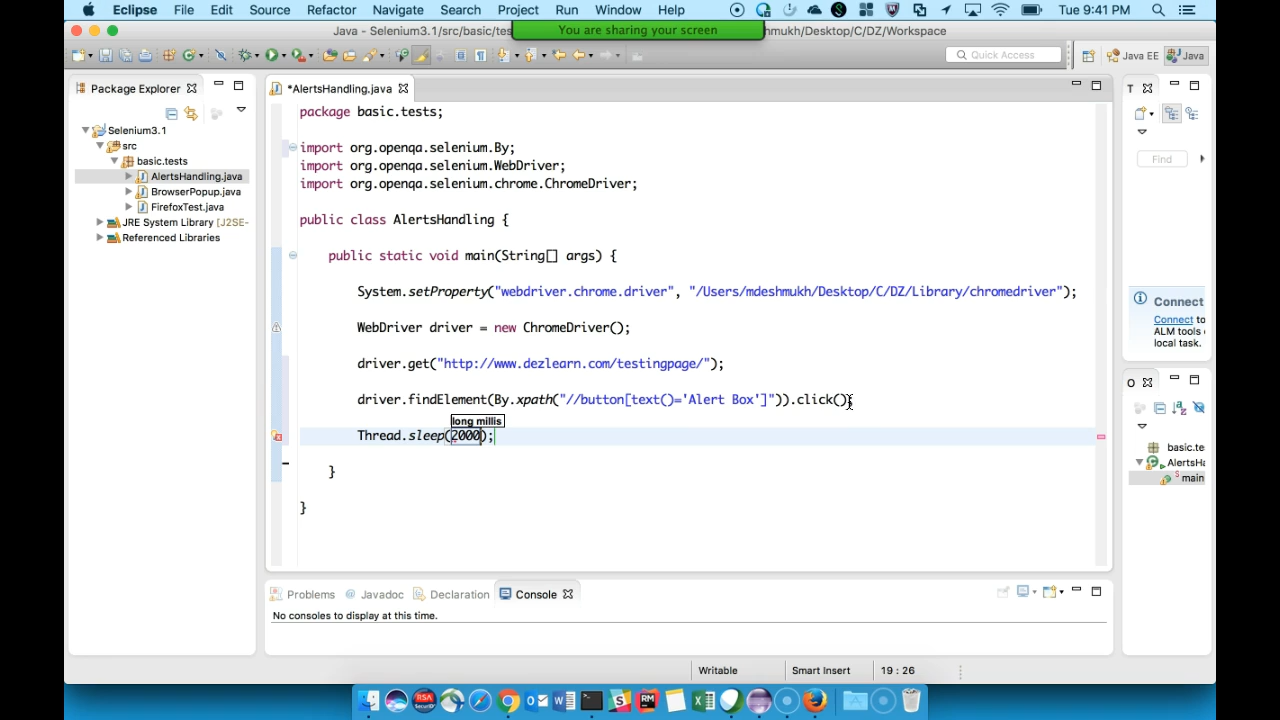 Eclipse File Edit Source Refactor Navigate Search Project Run Window Help Tue 9:41 PM
Java - Selenium3.1/src/basic/tes
You are sharing your screen
hmukh/Desktop/C/DZ/Workspace
Quick Access
Java EE
Java
Package Explorer
Selenium3.1
src
basic.tests
AlertsHandling.java
BrowserPopup.java
FirefoxTest.java
JRE System Library [J2SE-
Referenced Libraries
*AlertsHandling.java
package basic.tests;
import org.openqa.selenium.By;
import org.openqa.selenium.WebDriver;
import org.openqa.selenium.chrome.ChromeDriver;
public class AlertsHandling {
public static void main(String[] args) {
System.setProperty("webdriver.chrome.driver", "/Users/mdeshmukh/Desktop/C/DZ/Library/chromedriver");
WebDriver driver = new ChromeDriver();
driver.get("http://www.dezlearn.com/testingpage/");
driver.findElement(By.xpath("//button[text()='Alert Box']")).click();
long millis
Thread.sleep(2000);
}
}
T
Find
Connect
Connect to
ALM tools
local task.
O
basic.te
AlertsHa
main
Problems
Javadoc
Declaration
Console
No consoles to display at this time.
Writable
Smart Insert
19 : 26